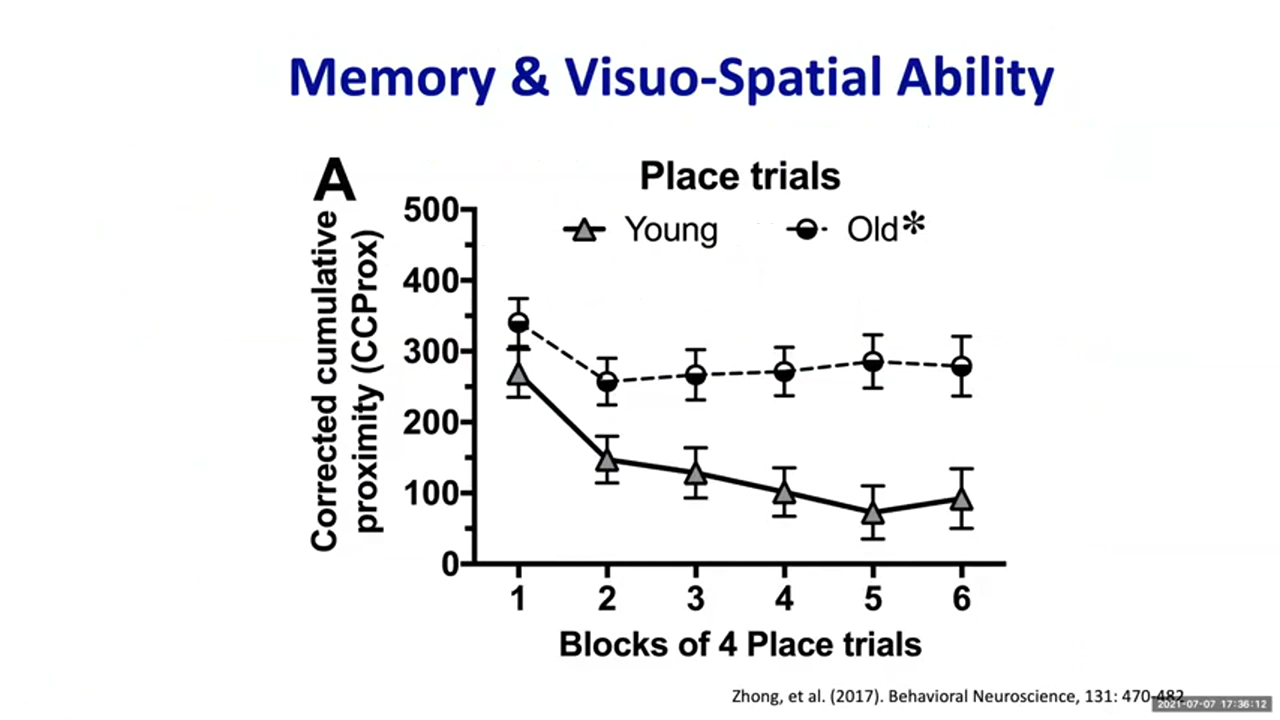 Memory & Visuo-Spatial Ability
A
Place trials
Young
Old*
Corrected cumulative
proximity (CCProx)
500
400
300
200
100
0
1 2 3 4 5 6
Blocks of 4 Place trials
Zhong, et al. (2017). Behavioral Neuroscience, 131: 470-482
2021-07-07 17:36:12